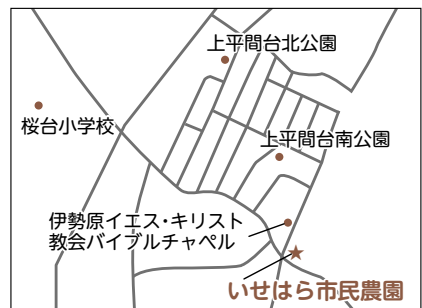 上平間台北公園
桜台小学校
上平間台南公園
伊勢原イエス・キリスト
教会バイブルチャペル
いせはら市民農園